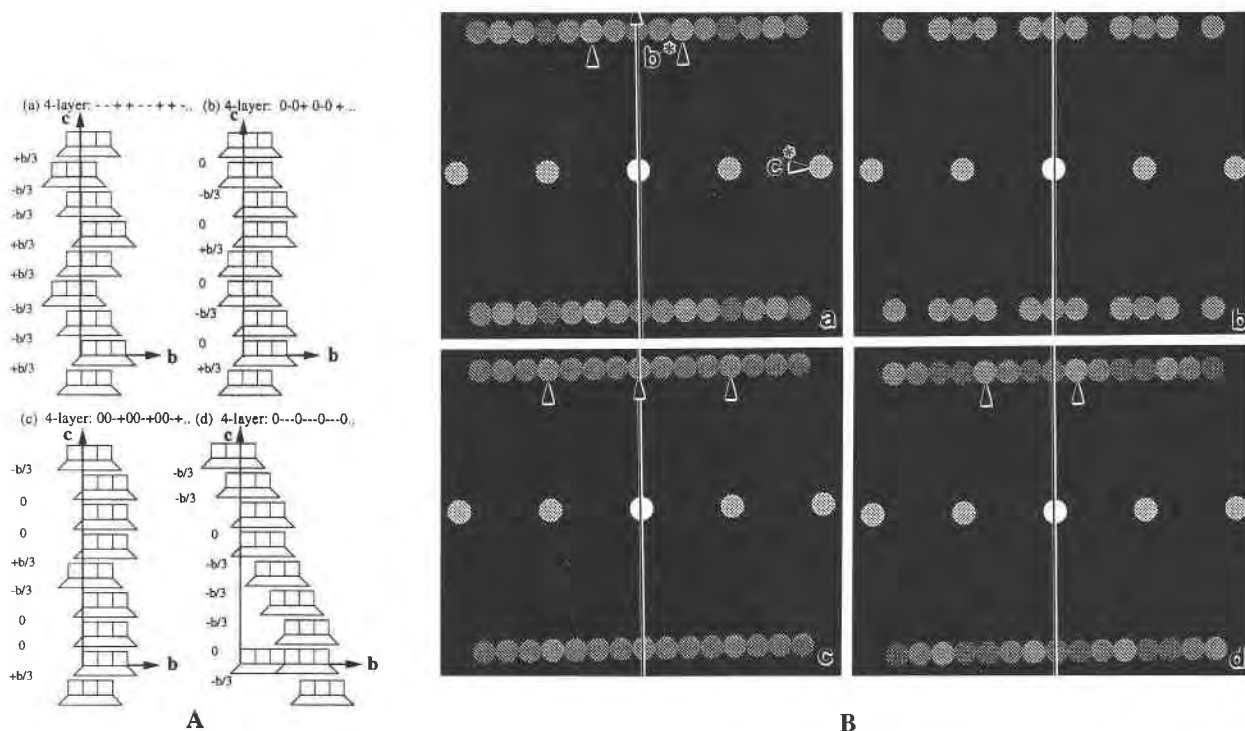 (a) 4-layer: - - + + - - + + -..
c
+b/3
-b/3
-b/3
+b/3
+b/3
-b/3
-b/3
+b/3
b
(b) 4-layer: 0-0+ 0-0 + ...
c
0
-b/3
0
+b/3
0
-b/3
0
+b/3
b
(c) 4-layer: 00-+00-+00-+..
c
-b/3
0
0
+b/3
-b/3
0
0
+b/3
b
(d) 4-layer: 0---0---0---0..
c
-b/3
-b/3
0
-b/3
-b/3
-b/3
0
-b/3
b
A
b*
c*
a
b
c
d
B